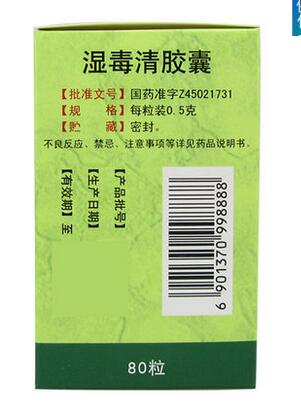 湿毒清胶囊
【批准文号】国药准字Z45021731
【规 格】每粒装0.5克
【贮 藏】密封。
不良反应、禁忌、注意事项等详见药品说明书。
【产品批号】
【生产日期】
【有效期】至
6 901370 998888
80粒